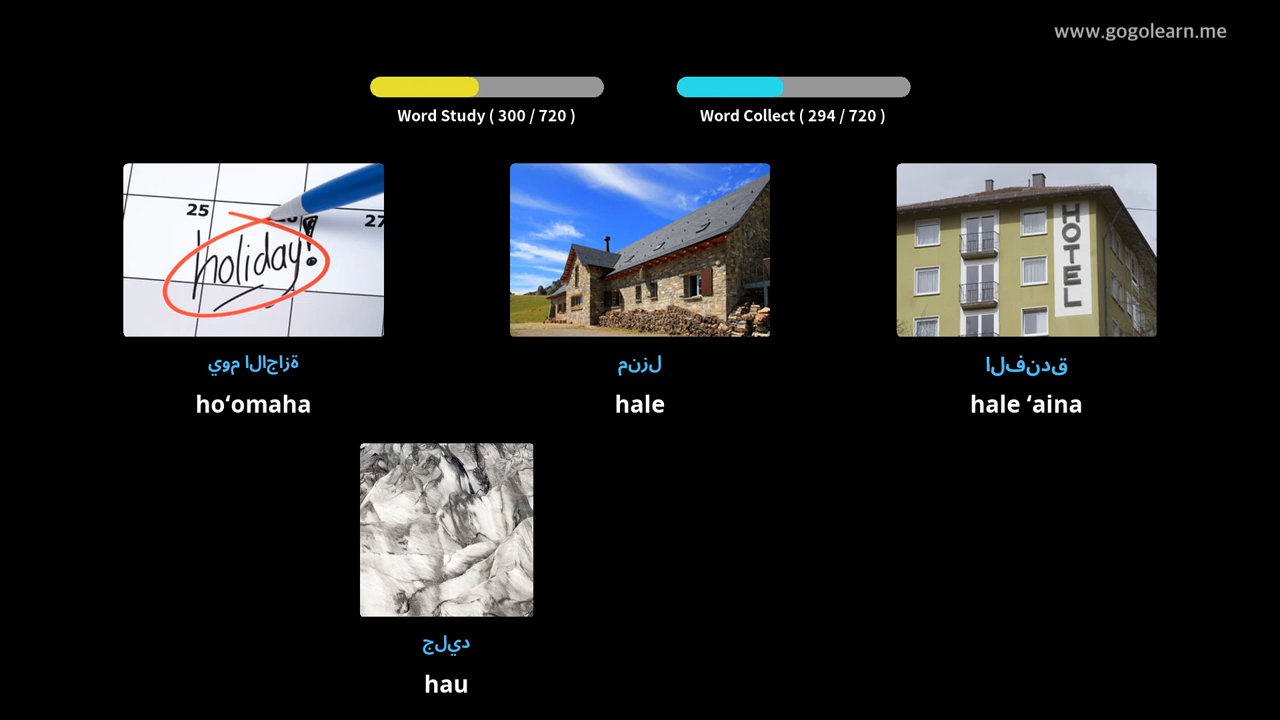 www.gogolearn.me
Word Study ( 300 / 720 )
Word Collect ( 294 / 720 )
25
27
holiday!
HOTEL
يوم الاجازة
منزل
الفندق
hoʻomaha
hale
hale ʻaina
جليد
hau